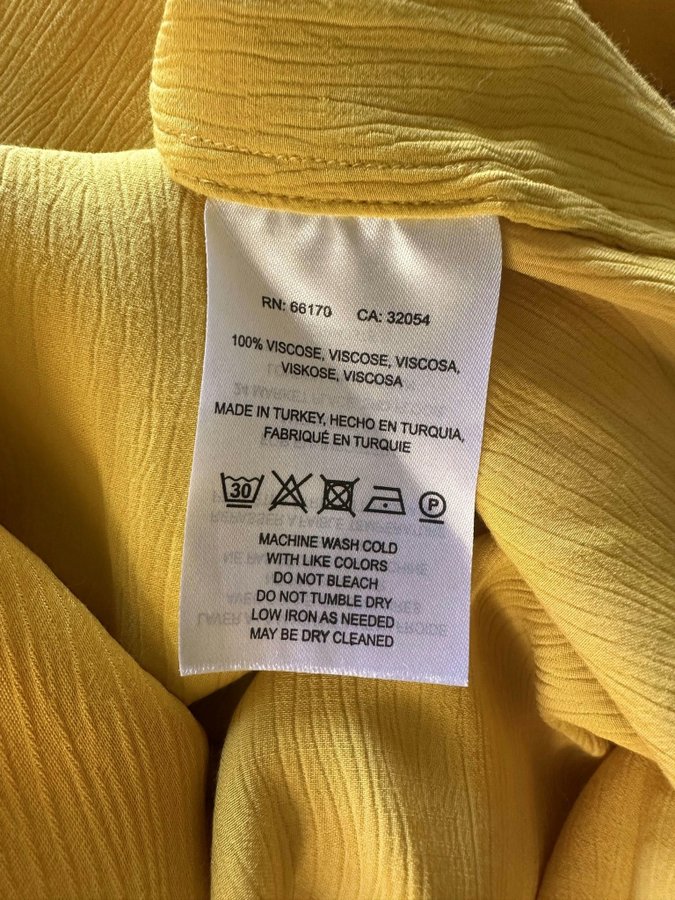 RN: 66170 CA: 32054
100% VISCOSE, VISCOSE, VISCOSA,
VISKOSE, VISCOSA
MADE IN TURKEY, HECHO EN TURQUIA,
FABRIQUÉ EN TURQUIE
30 P
MACHINE WASH COLD
WITH LIKE COLORS
DO NOT BLEACH
DO NOT TUMBLE DRY
LOW IRON AS NEEDED
MAY BE DRY CLEANED